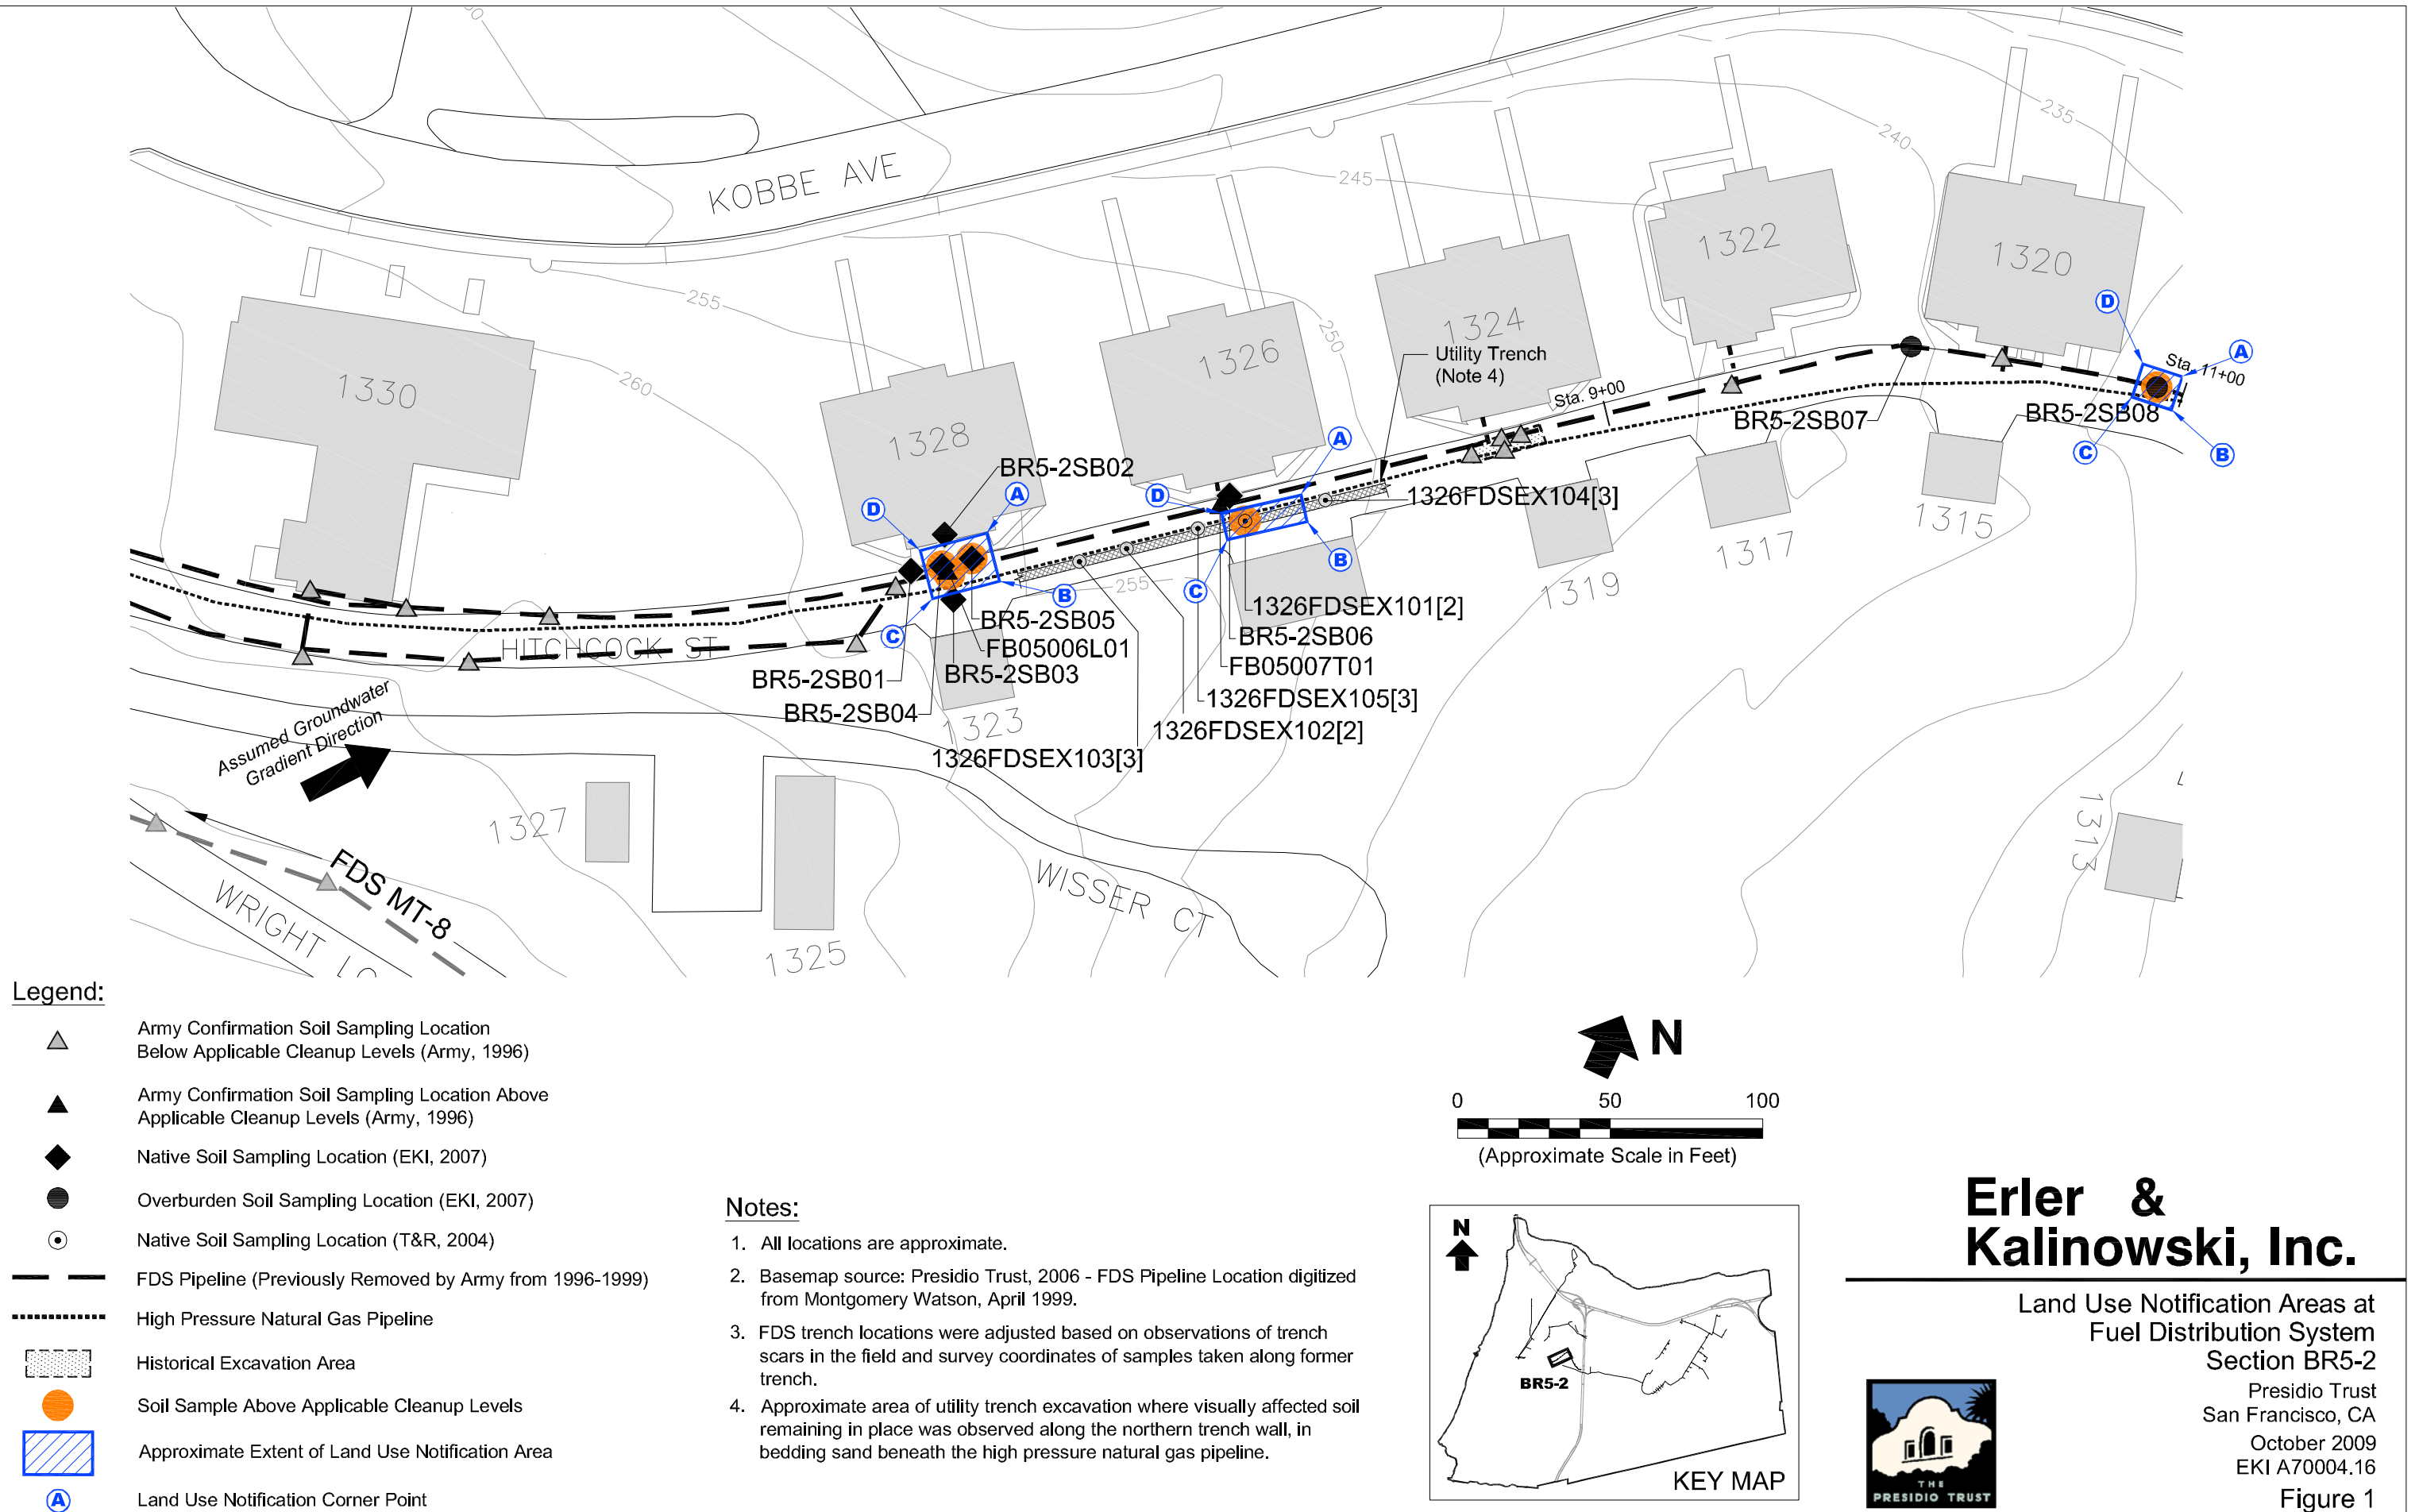 KOBBE AVE
235
240
245
1322
1320
D
A
Sta. 11+00
255
250
1324
1326
Utility Trench
(Note 4)
Sta. 9+00
1330
260
1328
BR5-2SB07
BR5-2SB08
C
B
A
BR5-2SB02
D
A
D
1326FDSEX104[3]
1315
1317
B
255
C
B
1319
1326FDSEX101[2]
BR5-2SB05
BR5-2SB06
C
HITCHCOCK ST
FB05006L01
FB05007T01
BR5-2SB01
BR5-2SB03
1326FDSEX105[3]
BR5-2SB04
1323
1326FDSEX102[2]
1326FDSEX103[3]
Assumed Groundwater
Gradient Direction
1327
1313
FDS MT-8
WRIGHT LO
WISSER CT
1325
Legend:
Army Confirmation Soil Sampling Location
Below Applicable Cleanup Levels (Army, 1996)
Army Confirmation Soil Sampling Location Above
Applicable Cleanup Levels (Army, 1996)
Native Soil Sampling Location (EKI, 2007)
Overburden Soil Sampling Location (EKI, 2007)
Native Soil Sampling Location (T&R, 2004)
FDS Pipeline (Previously Removed by Army from 1996-1999)
High Pressure Natural Gas Pipeline
Historical Excavation Area
Soil Sample Above Applicable Cleanup Levels
Approximate Extent of Land Use Notification Area
A
Land Use Notification Corner Point
Notes:
1. All locations are approximate.
2. Basemap source: Presidio Trust, 2006 - FDS Pipeline Location digitized
from Montgomery Watson, April 1999.
3. FDS trench locations were adjusted based on observations of trench
scars in the field and survey coordinates of samples taken along former
trench.
4. Approximate area of utility trench excavation where visually affected soil
remaining in place was observed along the northern trench wall, in
bedding sand beneath the high pressure natural gas pipeline.
N
0 50 100
(Approximate Scale in Feet)
N
BR5-2
KEY MAP
Erler &
Kalinowski, Inc.
Land Use Notification Areas at
Fuel Distribution System
Section BR5-2
Presidio Trust
San Francisco, CA
October 2009
EKI A70004.16
Figure 1
THE
PRESIDIO TRUST